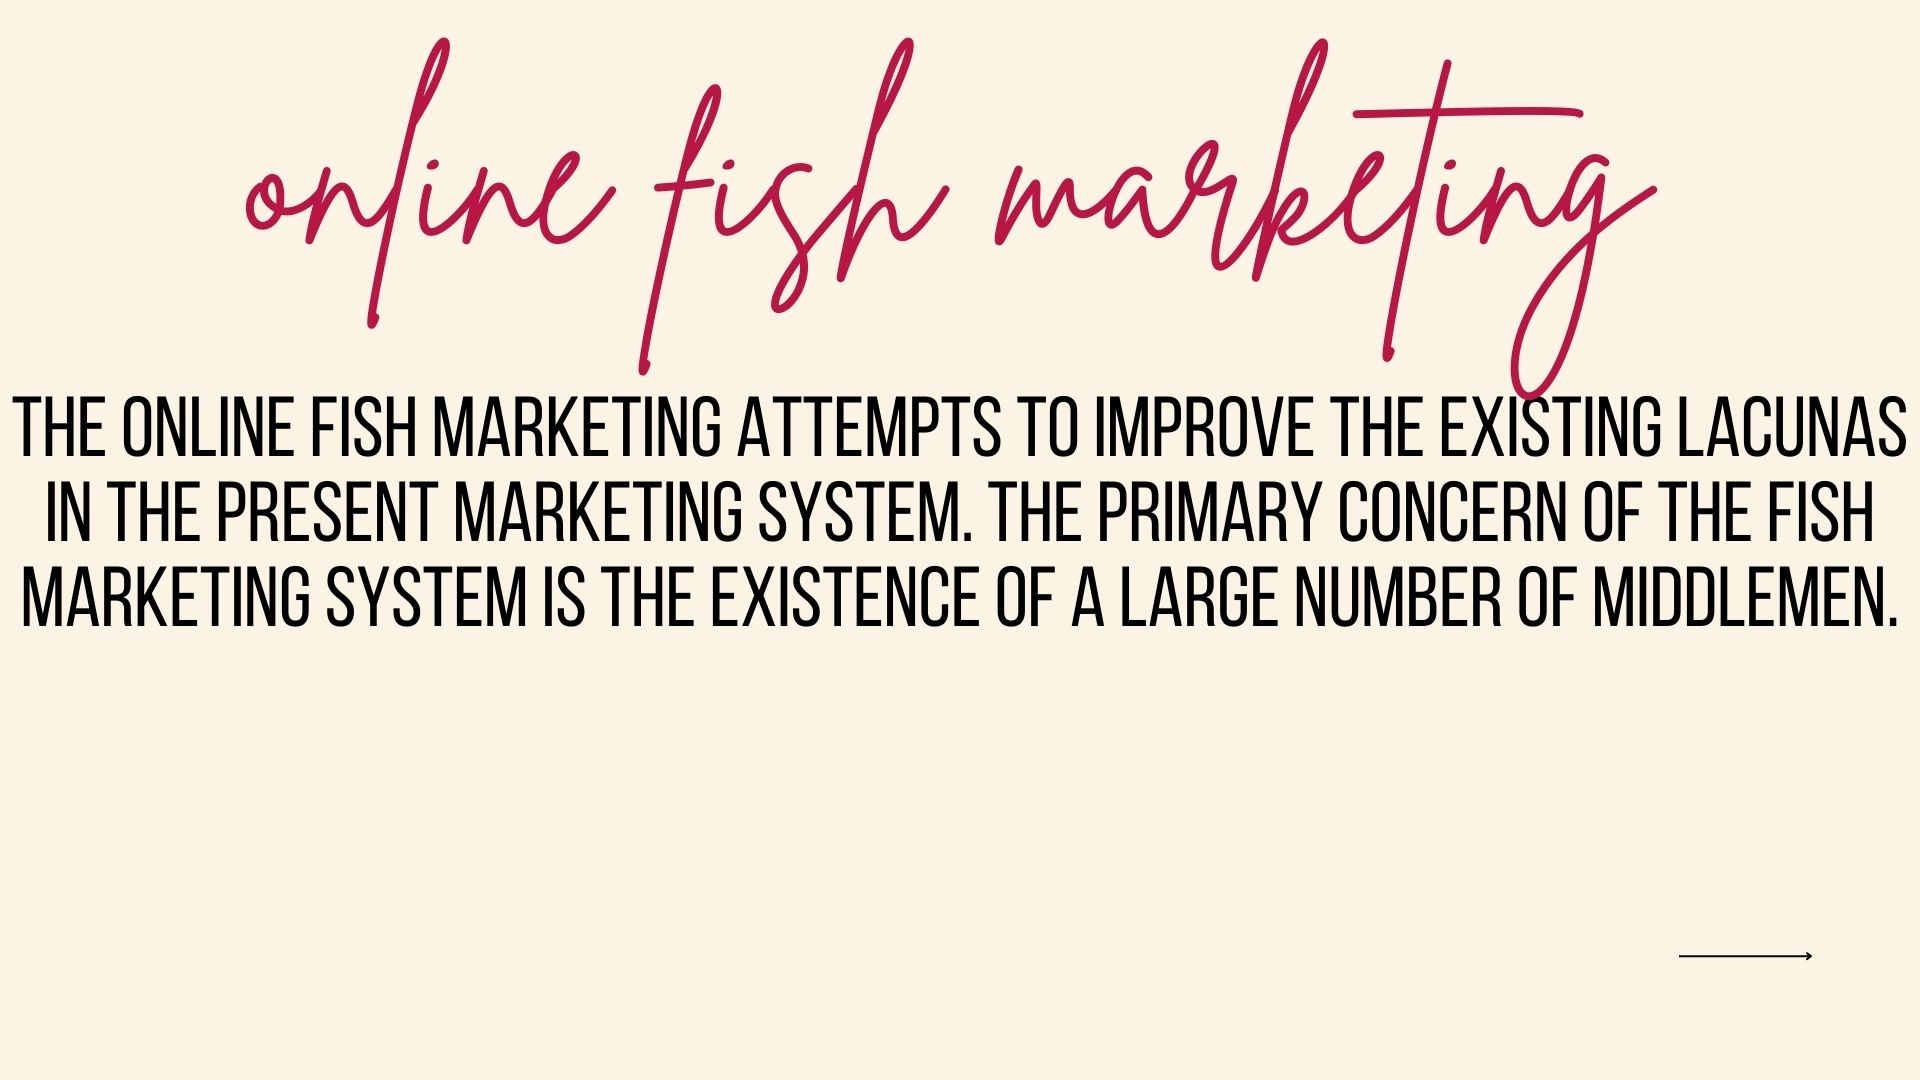 online fish marketing
THE ONLINE FISH MARKETING ATTEMPTS TO IMPROVE THE EXISTING LACUNAS
IN THE PRESENT MARKETING SYSTEM. THE PRIMARY CONCERN OF THE FISH
MARKETING SYSTEM IS THE EXISTENCE OF A LARGE NUMBER OF MIDDLEMEN.